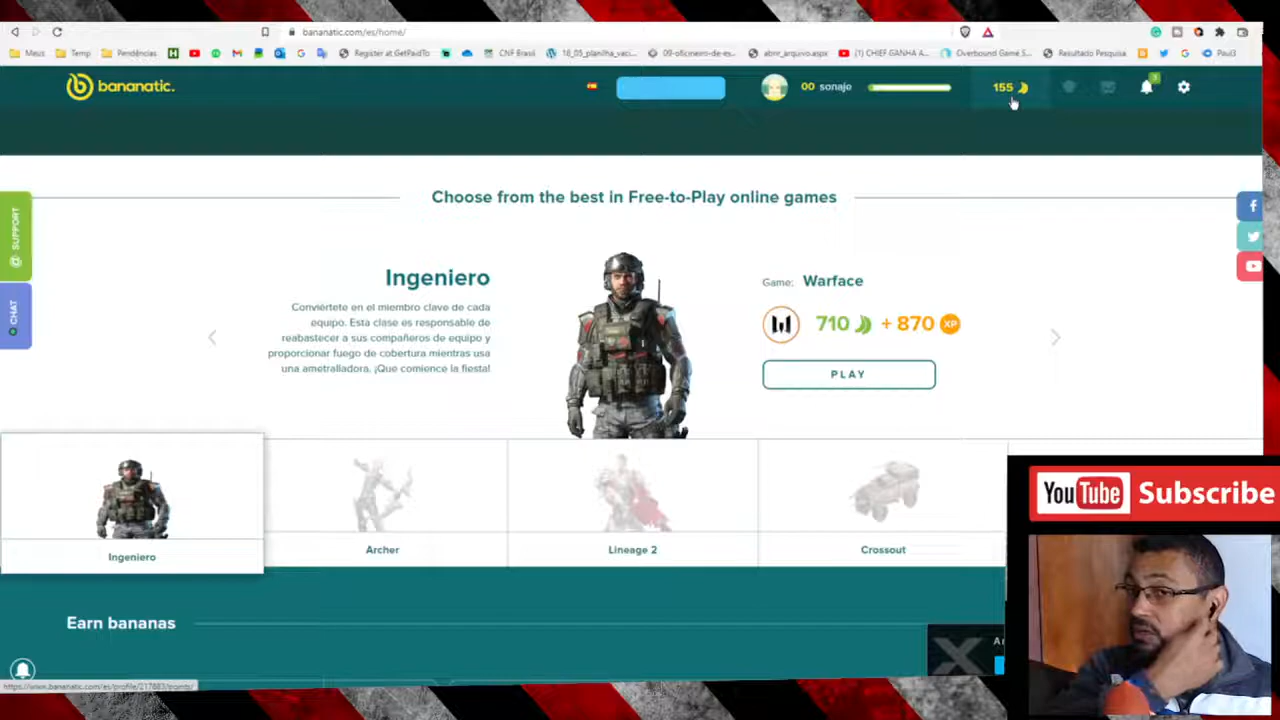 bananatic.com/es/home/
Meus Temp Pendências Register at GetPaidTo CNF Brasil 18_05_planilha_vaci... 09-oficineiro-de-es... abrir_arquivo.aspx (1) CHIEF GANHA A... Overbound Game S... Resultado Pesquisa Paul3
bananatic.
00 sonaje
155
3
Choose from the best in Free-to-Play online games
SUPPORT
CHAT
Ingeniero
Conviértete en el miembro clave de cada
equipo. Esta clase es responsable de
reabastecer a sus compañeros de equipo y
proporcionar fuego de cobertura mientras usa
una ametralladora. ¡Que comience la fiesta!
Game: Warface
710 + 870 XP
PLAY
Ingeniero
Archer
Lineage 2
Crossout
YouTube Subscribe
Earn bananas
https://www.bananatic.com/es/profile/217683/points/